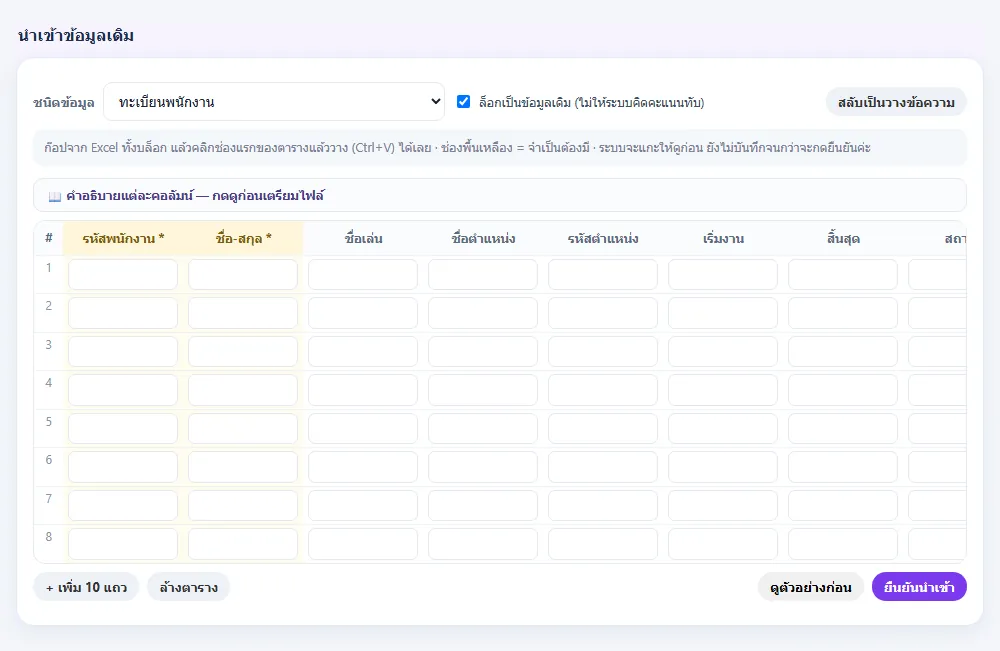 นำเข้าข้อมูลเดิม
ชนิดข้อมูล ทะเบียนพนักงาน ล็อกเป็นข้อมูลเดิม (ไม่ให้ระบบคิดคะแนนทับ) สลับเป็นวางข้อความ
ก๊อปจาก Excel ทั้งบล็อก แล้วคลิกช่องแรกของตารางแล้ววาง (Ctrl+V) ได้เลย · ช่องพื้นเหลือง = จำเป็นต้องมี · ระบบจะแกะให้ดูก่อน ยังไม่บันทึกจนกว่าจะกดยืนยันค่ะ
คำอธิบายแต่ละคอลัมน์ — กดดูก่อนเตรียมไฟล์
# รหัสพนักงาน * ชื่อ-สกุล * ชื่อเล่น ชื่อตำแหน่ง รหัสตำแหน่ง เริ่มงาน สิ้นสุด
1
2
3
4
5
6
7
8
+ เพิ่ม 10 แถว ล้างตาราง ดูตัวอย่างก่อน ยืนยันนำเข้า